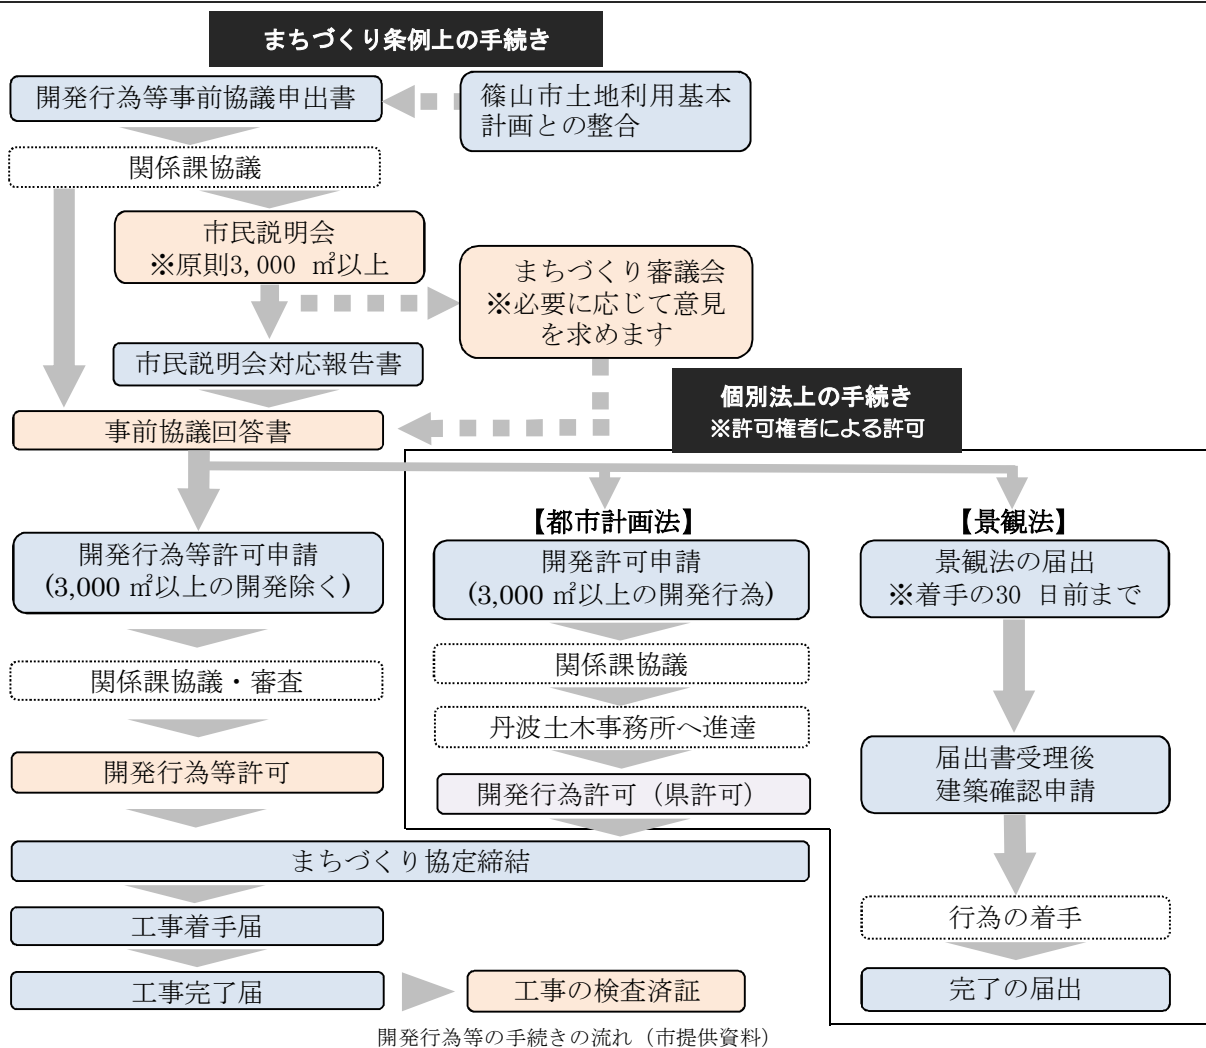 まちづくり条例上の手続き
開発行為等事前協議申出書
篠山市土地利用基本
計画との整合
関係課協議
市民説明会
※原則3,000 ㎡以上
まちづくり審議会
※必要に応じて意見
を求めます
市民説明会対応報告書
事前協議回答書
個別法上の手続き
※許可権者による許可
開発行為等許可申請
(3,000 ㎡以上の開発除く)
関係課協議・審査
開発行為等許可
【都市計画法】
開発許可申請
(3,000 ㎡以上の開発行為)
関係課協議
丹波土木事務所へ進達
開発行為許可（県許可）
【景観法】
景観法の届出
※着手の30 日前まで
届出書受理後
建築確認申請
行為の着手
完了の届出
まちづくり協定締結
工事着手届
工事完了届
工事の検査済証
開発行為等の手続きの流れ（市提供資料）